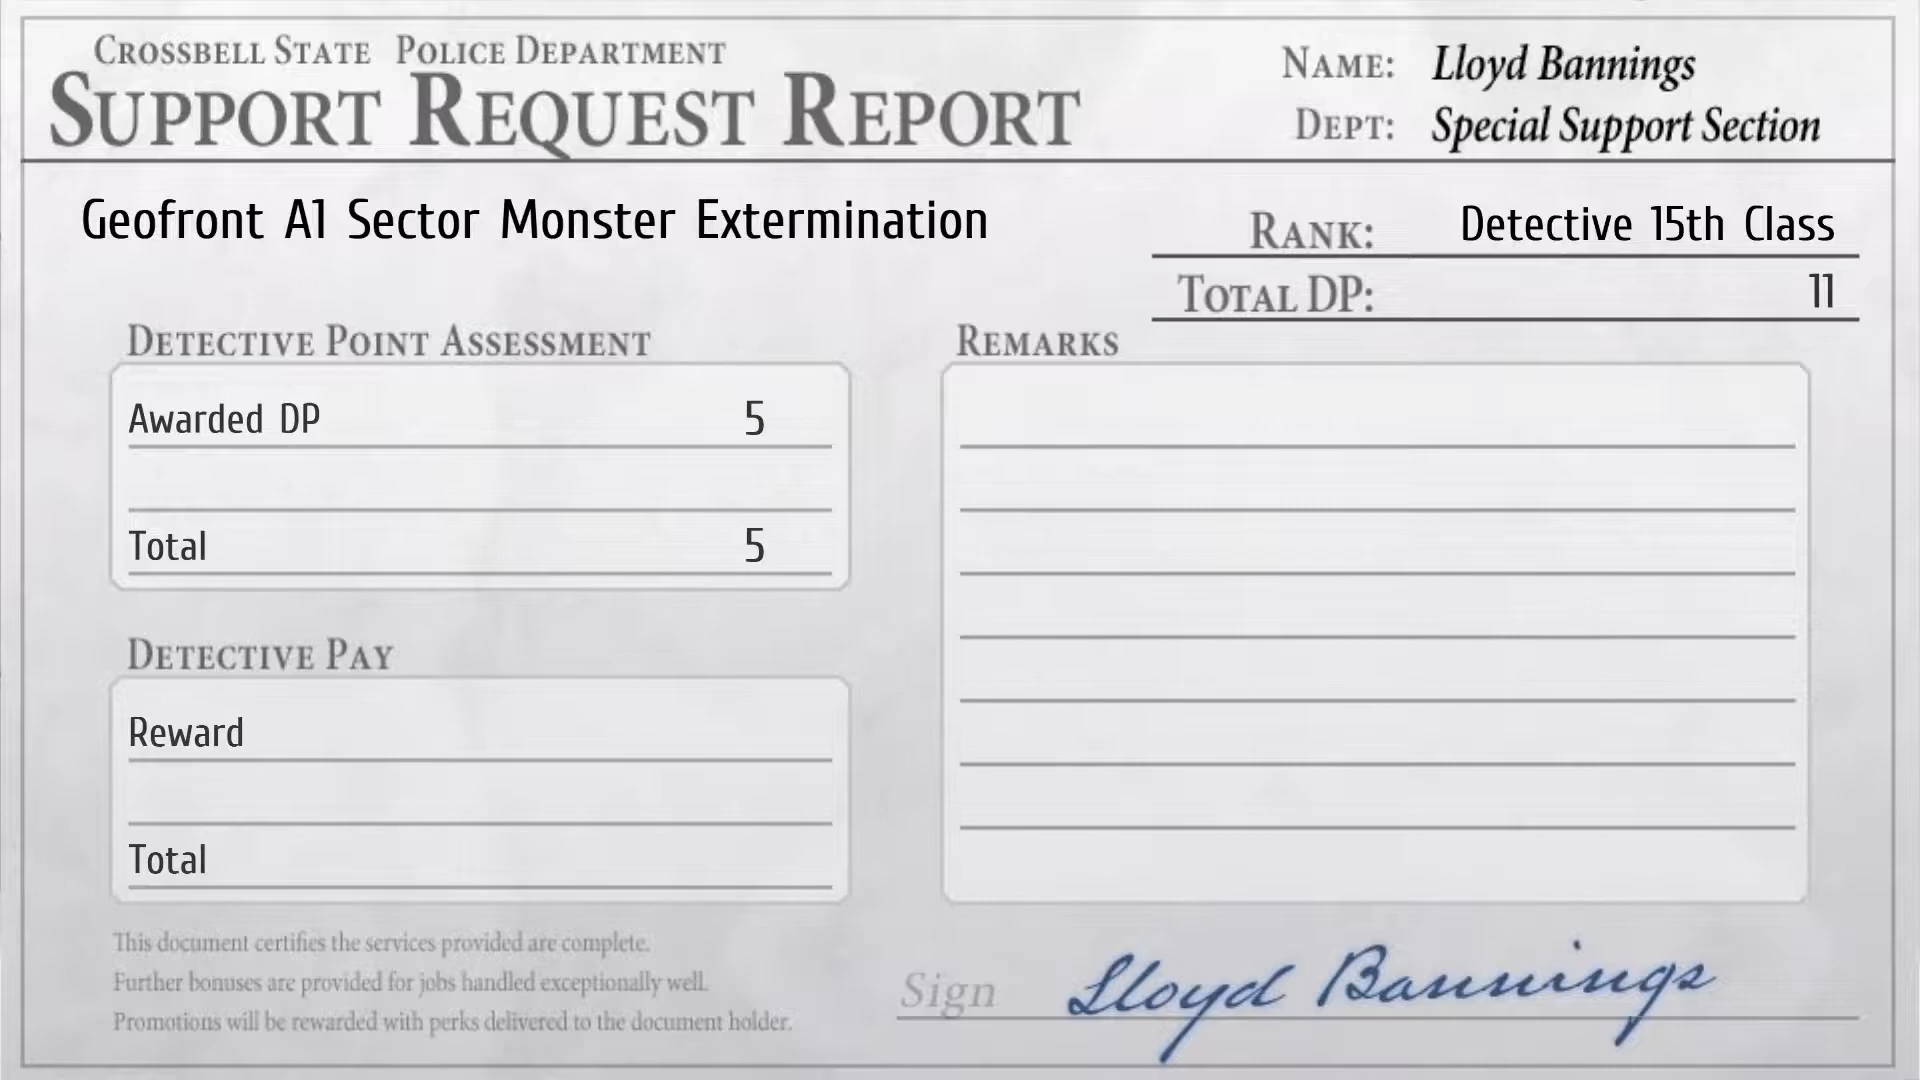 CROSSBELL STATE POLICE DEPARTMENT
SUPPORT REQUEST REPORT
NAME: Lloyd Bannings
DEPT: Special Support Section
Geofront A1 Sector Monster Extermination
RANK: Detective 15th Class
TOTAL DP: 11
DETECTIVE POINT ASSESSMENT
Awarded DP 5
Total 5
DETECTIVE PAY
Reward
Total
REMARKS
This document certifies the services provided are complete.
Further bonuses are provided for jobs handled exceptionally well.
Promotions will be rewarded with perks delivered to the document holder.
Sign Lloyd Bannings